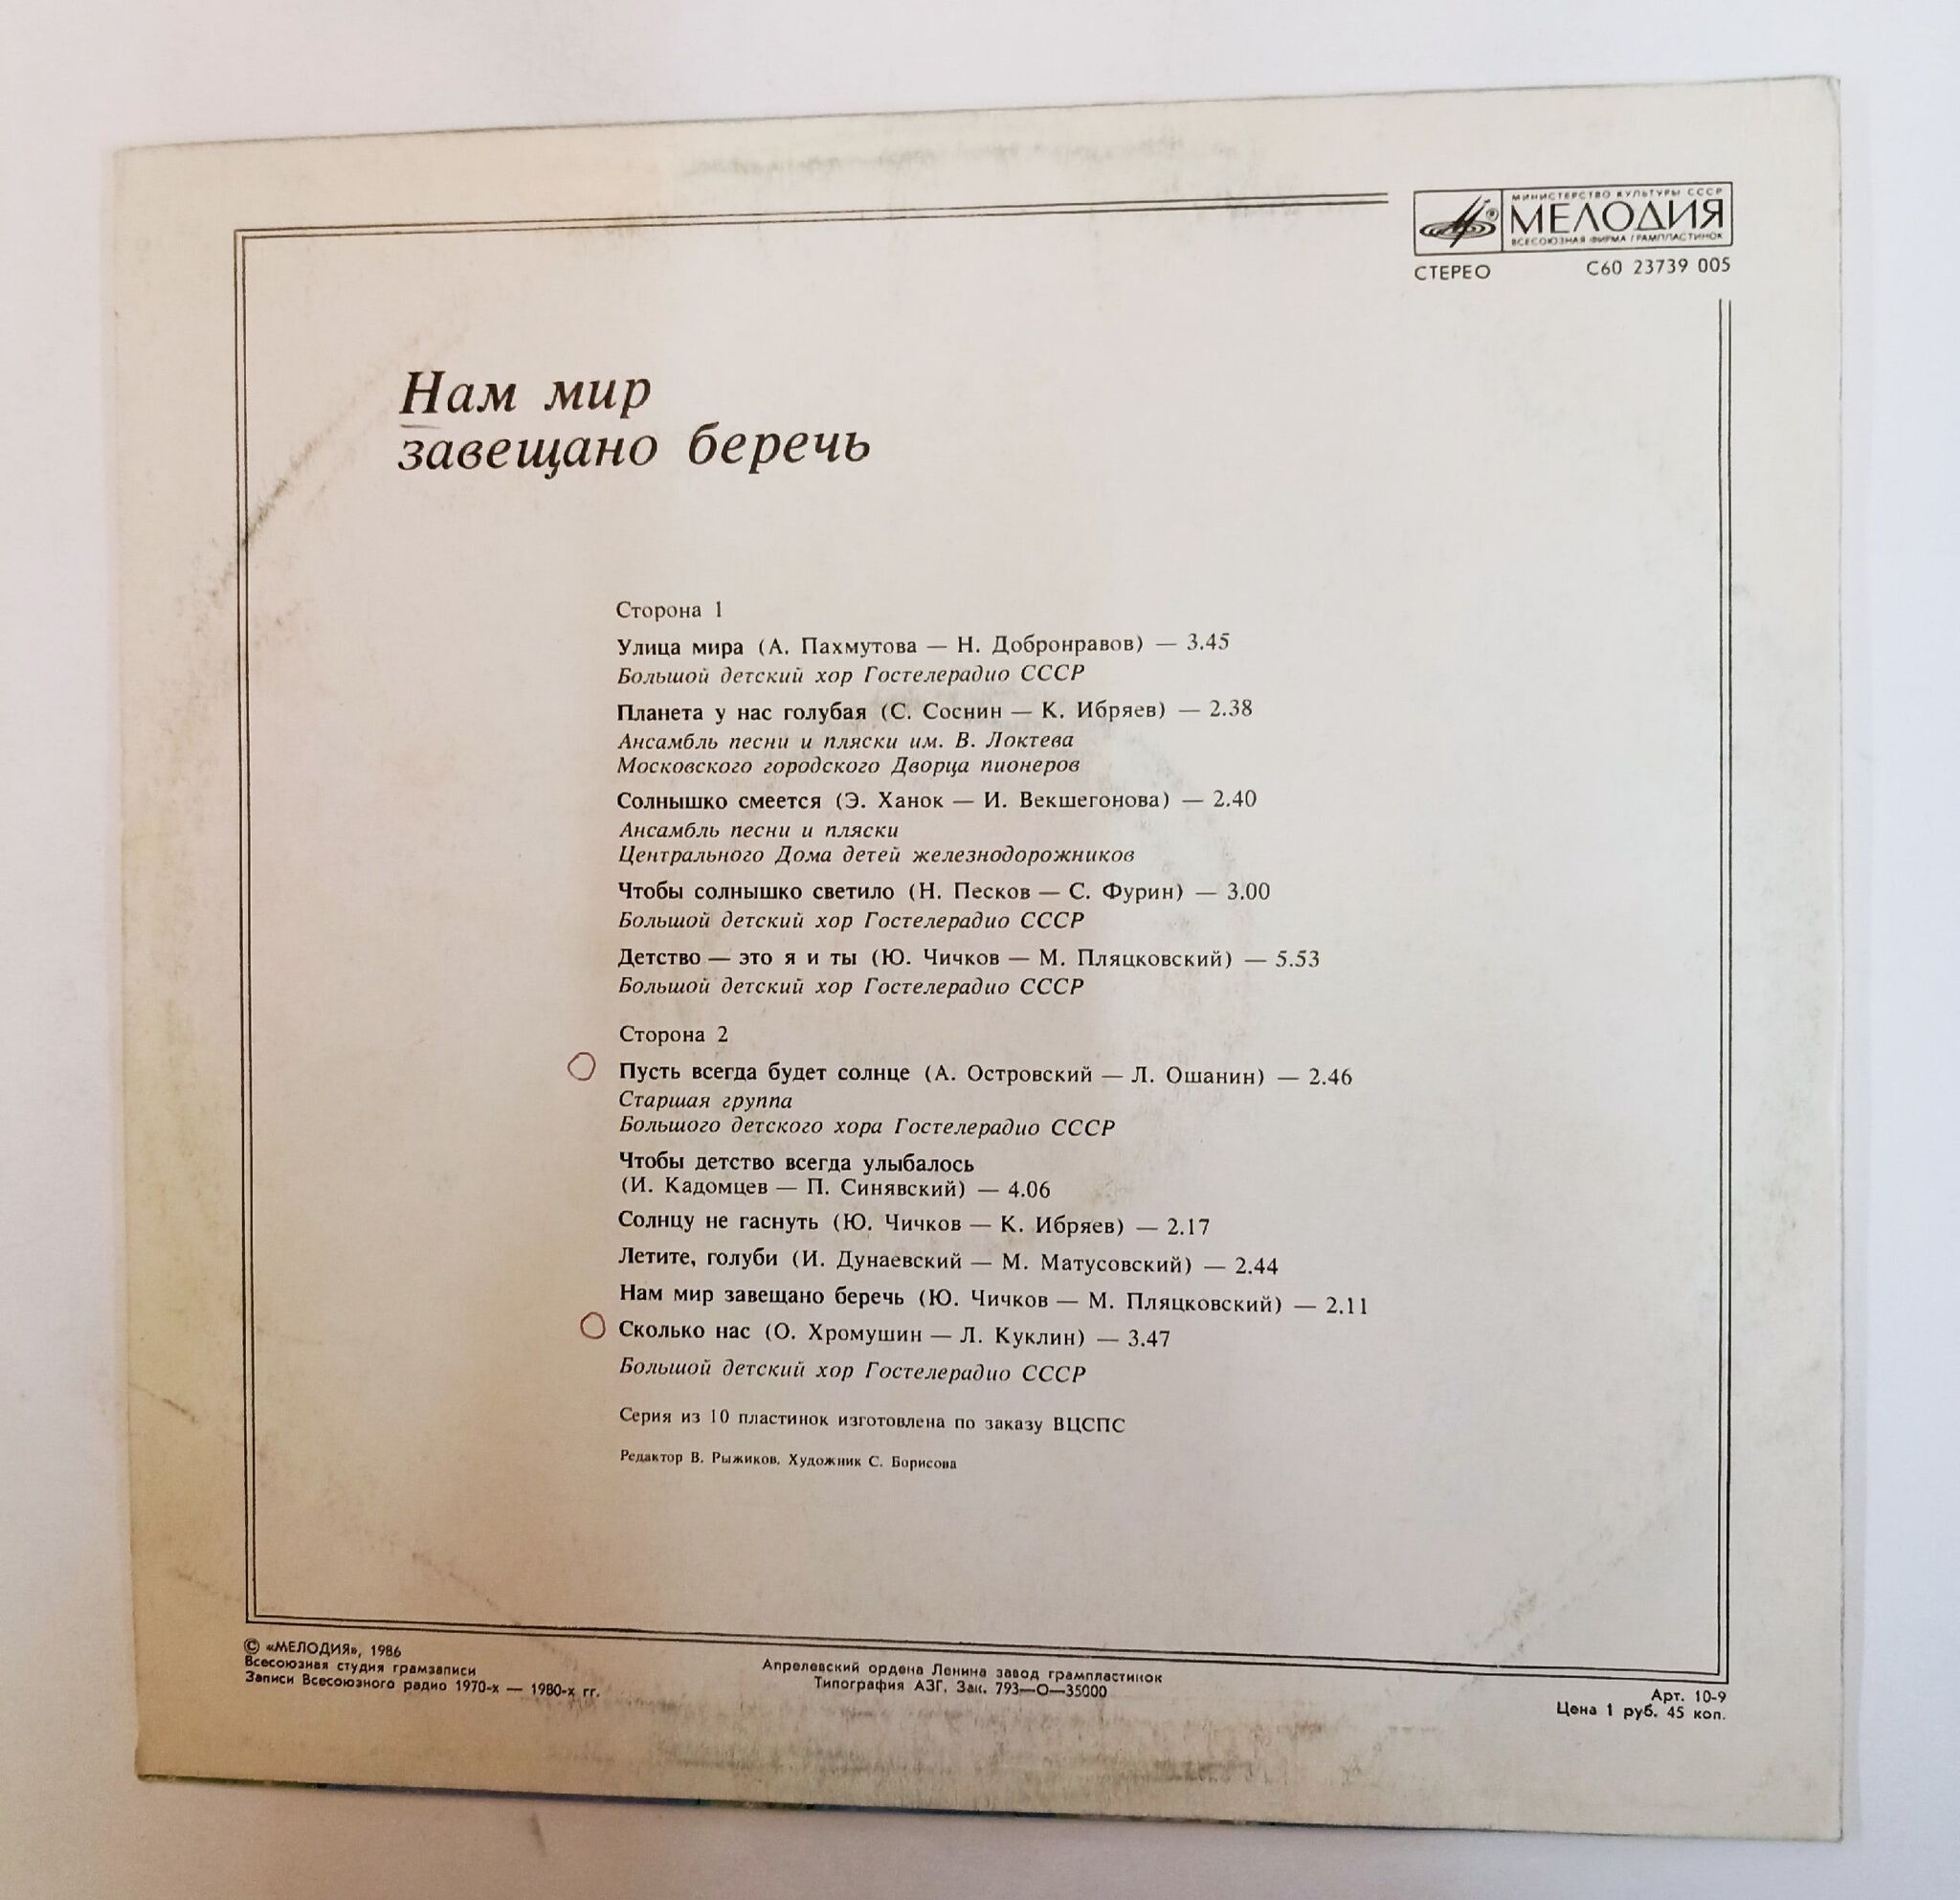 МИНИСТЕРСТВО КУЛЬТУРЫ СССР
МЕЛОДИЯ
ВСЕСОЮЗНАЯ ФИРМА ГРАМПЛАСТИНОК
СТЕРЕО С60 23739 005
Нам мир
завещано беречь
Сторона 1
Улица мира (А. Пахмутова — Н. Добронравов) — 3.45
Большой детский хор Гостелерадио СССР
Планета у нас голубая (С. Соснин — К. Ибряев) — 2.38
Ансамбль песни и пляски им. В. Локтева
Московского городского Дворца пионеров
Солнышко смеется (Э. Ханок — И. Векшегонова) — 2.40
Ансамбль песни и пляски
Центрального Дома детей железнодорожников
Чтобы солнышко светило (Н. Песков — С. Фурин) — 3.00
Большой детский хор Гостелерадио СССР
Детство — это я и ты (Ю. Чичков — М. Пляцковский) — 5.53
Большой детский хор Гостелерадио СССР
Сторона 2
Пусть всегда будет солнце (А. Островский — Л. Ошанин) — 2.46
Старшая группа
Большого детского хора Гостелерадио СССР
Чтобы детство всегда улыбалось
(И. Кадомцев — П. Синявский) — 4.06
Солнцу не гаснуть (Ю. Чичков — К. Ибряев) — 2.17
Летите, голуби (И. Дунаевский — М. Матусовский) — 2.44
Нам мир завещано беречь (Ю. Чичков — М. Пляцковский) — 2.11
Сколько нас (О. Хромушин — Л. Куклин) — 3.47
Большой детский хор Гостелерадио СССР
Серия из 10 пластинок изготовлена по заказу ВЦСПС
Редактор В. Рыжиков. Художник С. Борисова
© «МЕЛОДИЯ», 1986
Всесоюзная студия грамзаписи
Записи Всесоюзного радио 1970-х — 1980-х гг.
Апрелевский ордена Ленина завод грампластинок
Типография АЗГ. Зак. 793—О—35000
Арт. 10-9
Цена 1 руб. 45 коп.